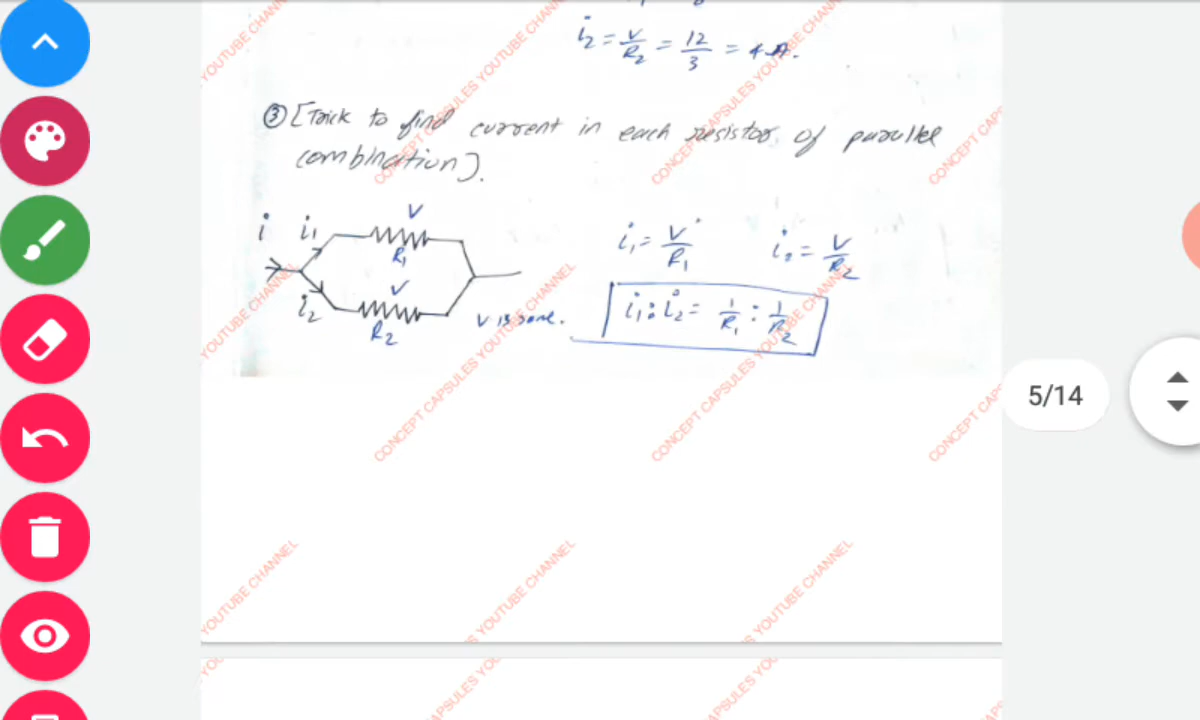 i₂ = V/R₂ = 12/3 = 4 A.
③ [Trick to find current in each resistor of parallel
combination].
i i₁ V
R₁
i₂ V
R₂
V is same.
i₁ = V/R₁ i₂ = V/R₂
i₁ : i₂ = 1/R₁ : 1/R₂
5/14
CONCEPT CAPSULES YOUTUBE CHANNEL